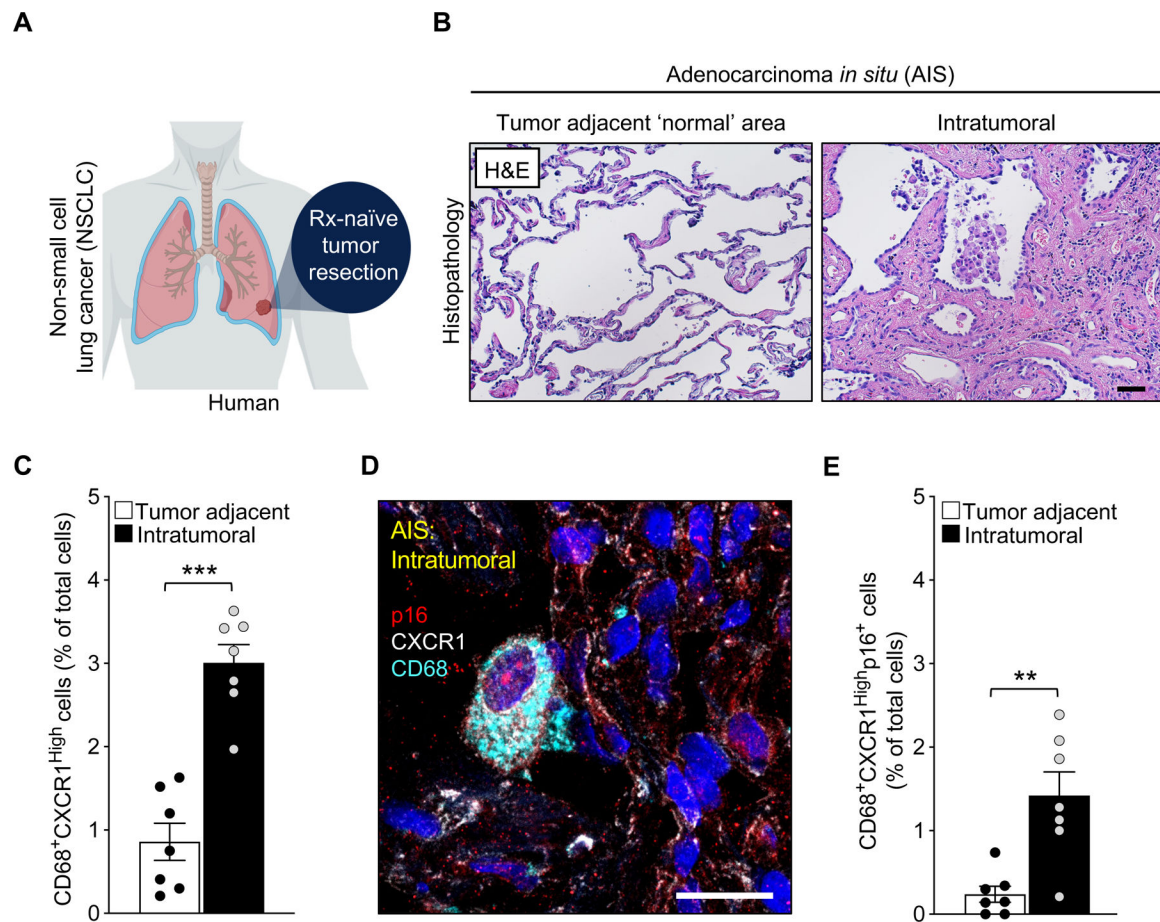 A
Non-small cell
lung cancer (NSCLC)
Rx-naïve
tumor
resection
Human
B
Adenocarcinoma in situ (AIS)
Tumor adjacent ‘normal’ area
Intratumoral
Histopathology
H&E
C
CD68+CXCR1High cells (% of total cells)
5
4
3
2
1
0
Tumor adjacent
Intratumoral
***
D
AIS:
Intratumoral
p16
CXCR1
CD68
E
CD68+CXCR1Highp16+ cells
(% of total cells)
5
4
3
2
1
0
Tumor adjacent
Intratumoral
**